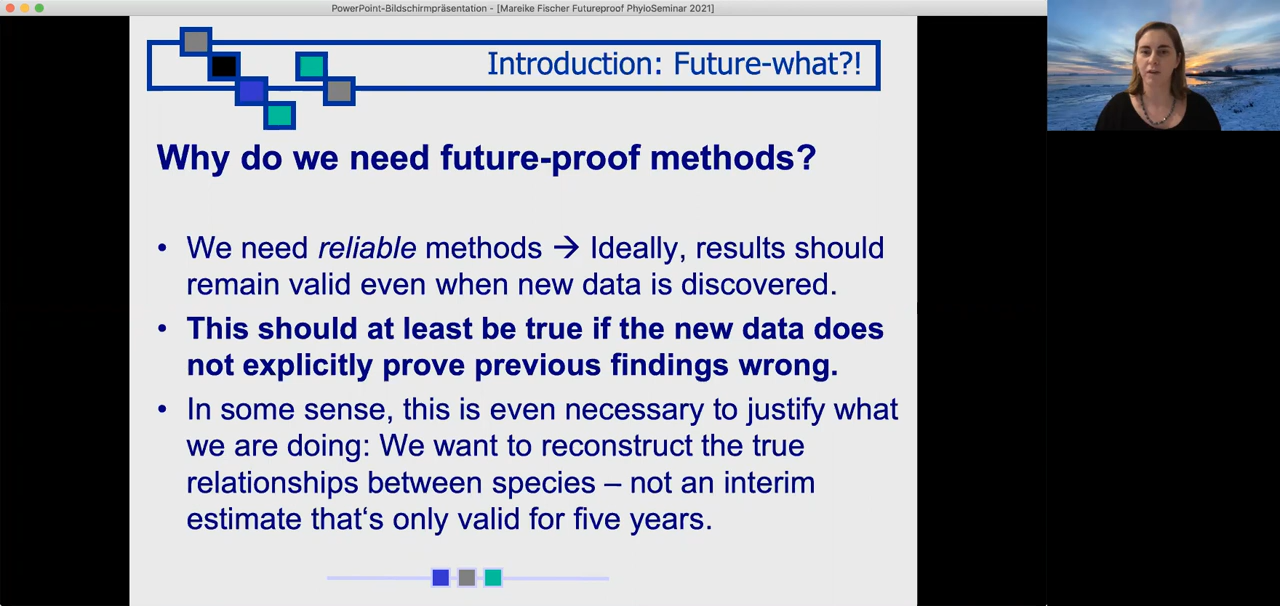 PowerPoint-Bildschirmpräsentation - [Mareike Fischer Futureproof PhyloSeminar 2021]
Introduction: Future-what?!
Why do we need future-proof methods?
• We need reliable methods → Ideally, results should
remain valid even when new data is discovered.
• This should at least be true if the new data does
not explicitly prove previous findings wrong.
• In some sense, this is even necessary to justify what
we are doing: We want to reconstruct the true
relationships between species – not an interim
estimate that‘s only valid for five years.